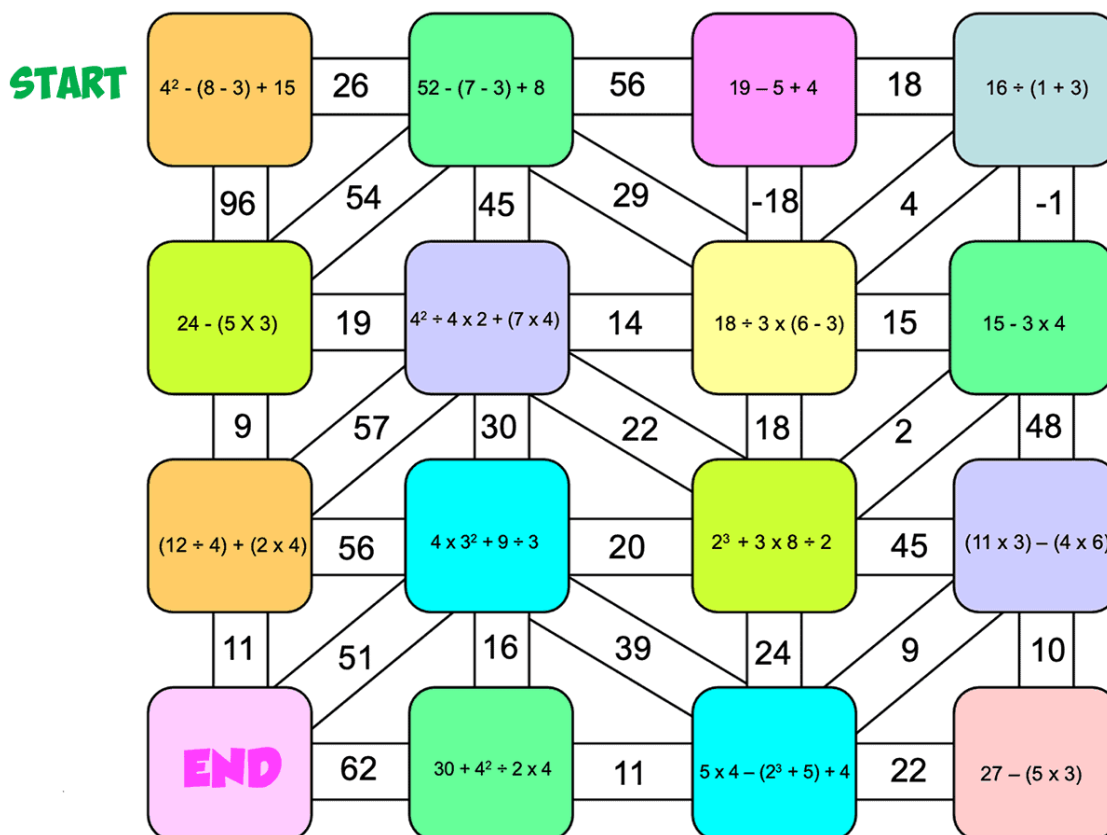 START
4² - (8 - 3) + 15
26
52 - (7 - 3) + 8
56
19 – 5 + 4
18
16 ÷ (1 + 3)
96
54
45
29
-18
4
-1
24 - (5 X 3)
19
4² ÷ 4 x 2 + (7 x 4)
14
18 ÷ 3 x (6 - 3)
15
15 - 3 x 4
9
57
30
22
18
2
48
(12 ÷ 4) + (2 x 4)
56
4 x 3² + 9 ÷ 3
20
2³ + 3 x 8 ÷ 2
45
(11 x 3) – (4 x 6)
11
51
16
39
24
9
10
END
62
30 + 4² ÷ 2 x 4
11
5 x 4 – (2³ + 5) + 4
22
27 – (5 x 3)